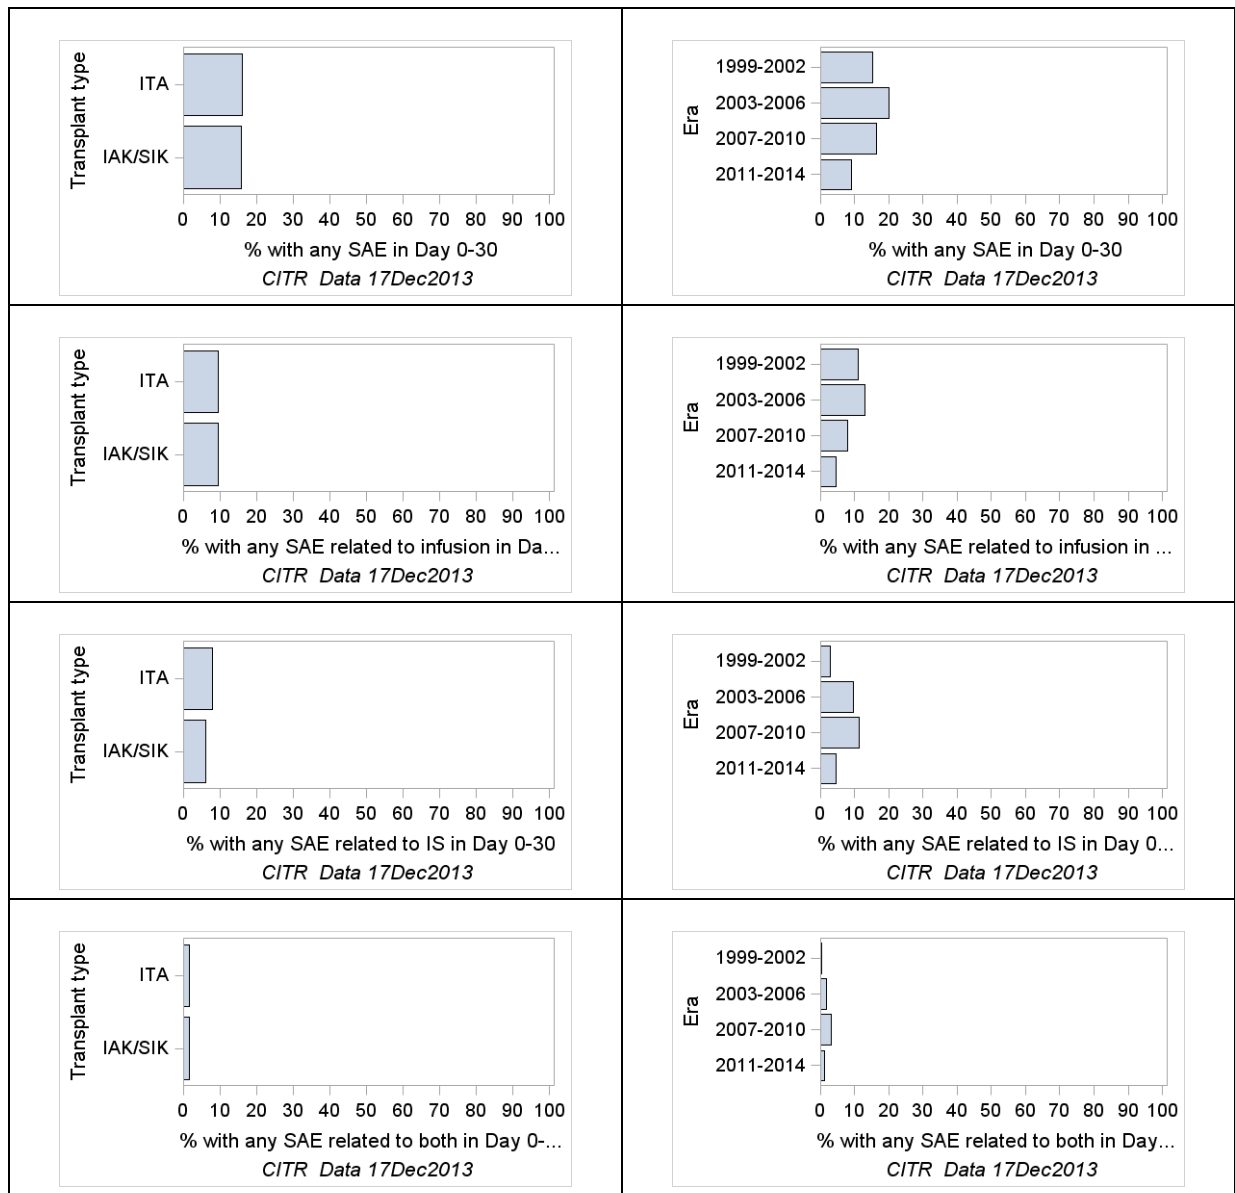 Transplant type
ITA
IAK/SIK
0 10 20 30 40 50 60 70 80 90 100
% with any SAE in Day 0-30
CITR Data 17Dec2013
Era
1999-2002
2003-2006
2007-2010
2011-2014
0 10 20 30 40 50 60 70 80 90 100
% with any SAE in Day 0-30
CITR Data 17Dec2013
Transplant type
ITA
IAK/SIK
0 10 20 30 40 50 60 70 80 90 100
% with any SAE related to infusion in Da...
CITR Data 17Dec2013
Era
1999-2002
2003-2006
2007-2010
2011-2014
0 10 20 30 40 50 60 70 80 90 100
% with any SAE related to infusion in ...
CITR Data 17Dec2013
Transplant type
ITA
IAK/SIK
0 10 20 30 40 50 60 70 80 90 100
% with any SAE related to IS in Day 0-30
CITR Data 17Dec2013
Era
1999-2002
2003-2006
2007-2010
2011-2014
0 10 20 30 40 50 60 70 80 90 100
% with any SAE related to IS in Day 0...
CITR Data 17Dec2013
Transplant type
ITA
IAK/SIK
0 10 20 30 40 50 60 70 80 90 100
% with any SAE related to both in Day 0-...
CITR Data 17Dec2013
Era
1999-2002
2003-2006
2007-2010
2011-2014
0 10 20 30 40 50 60 70 80 90 100
% with any SAE related to both in Day...
CITR Data 17Dec2013